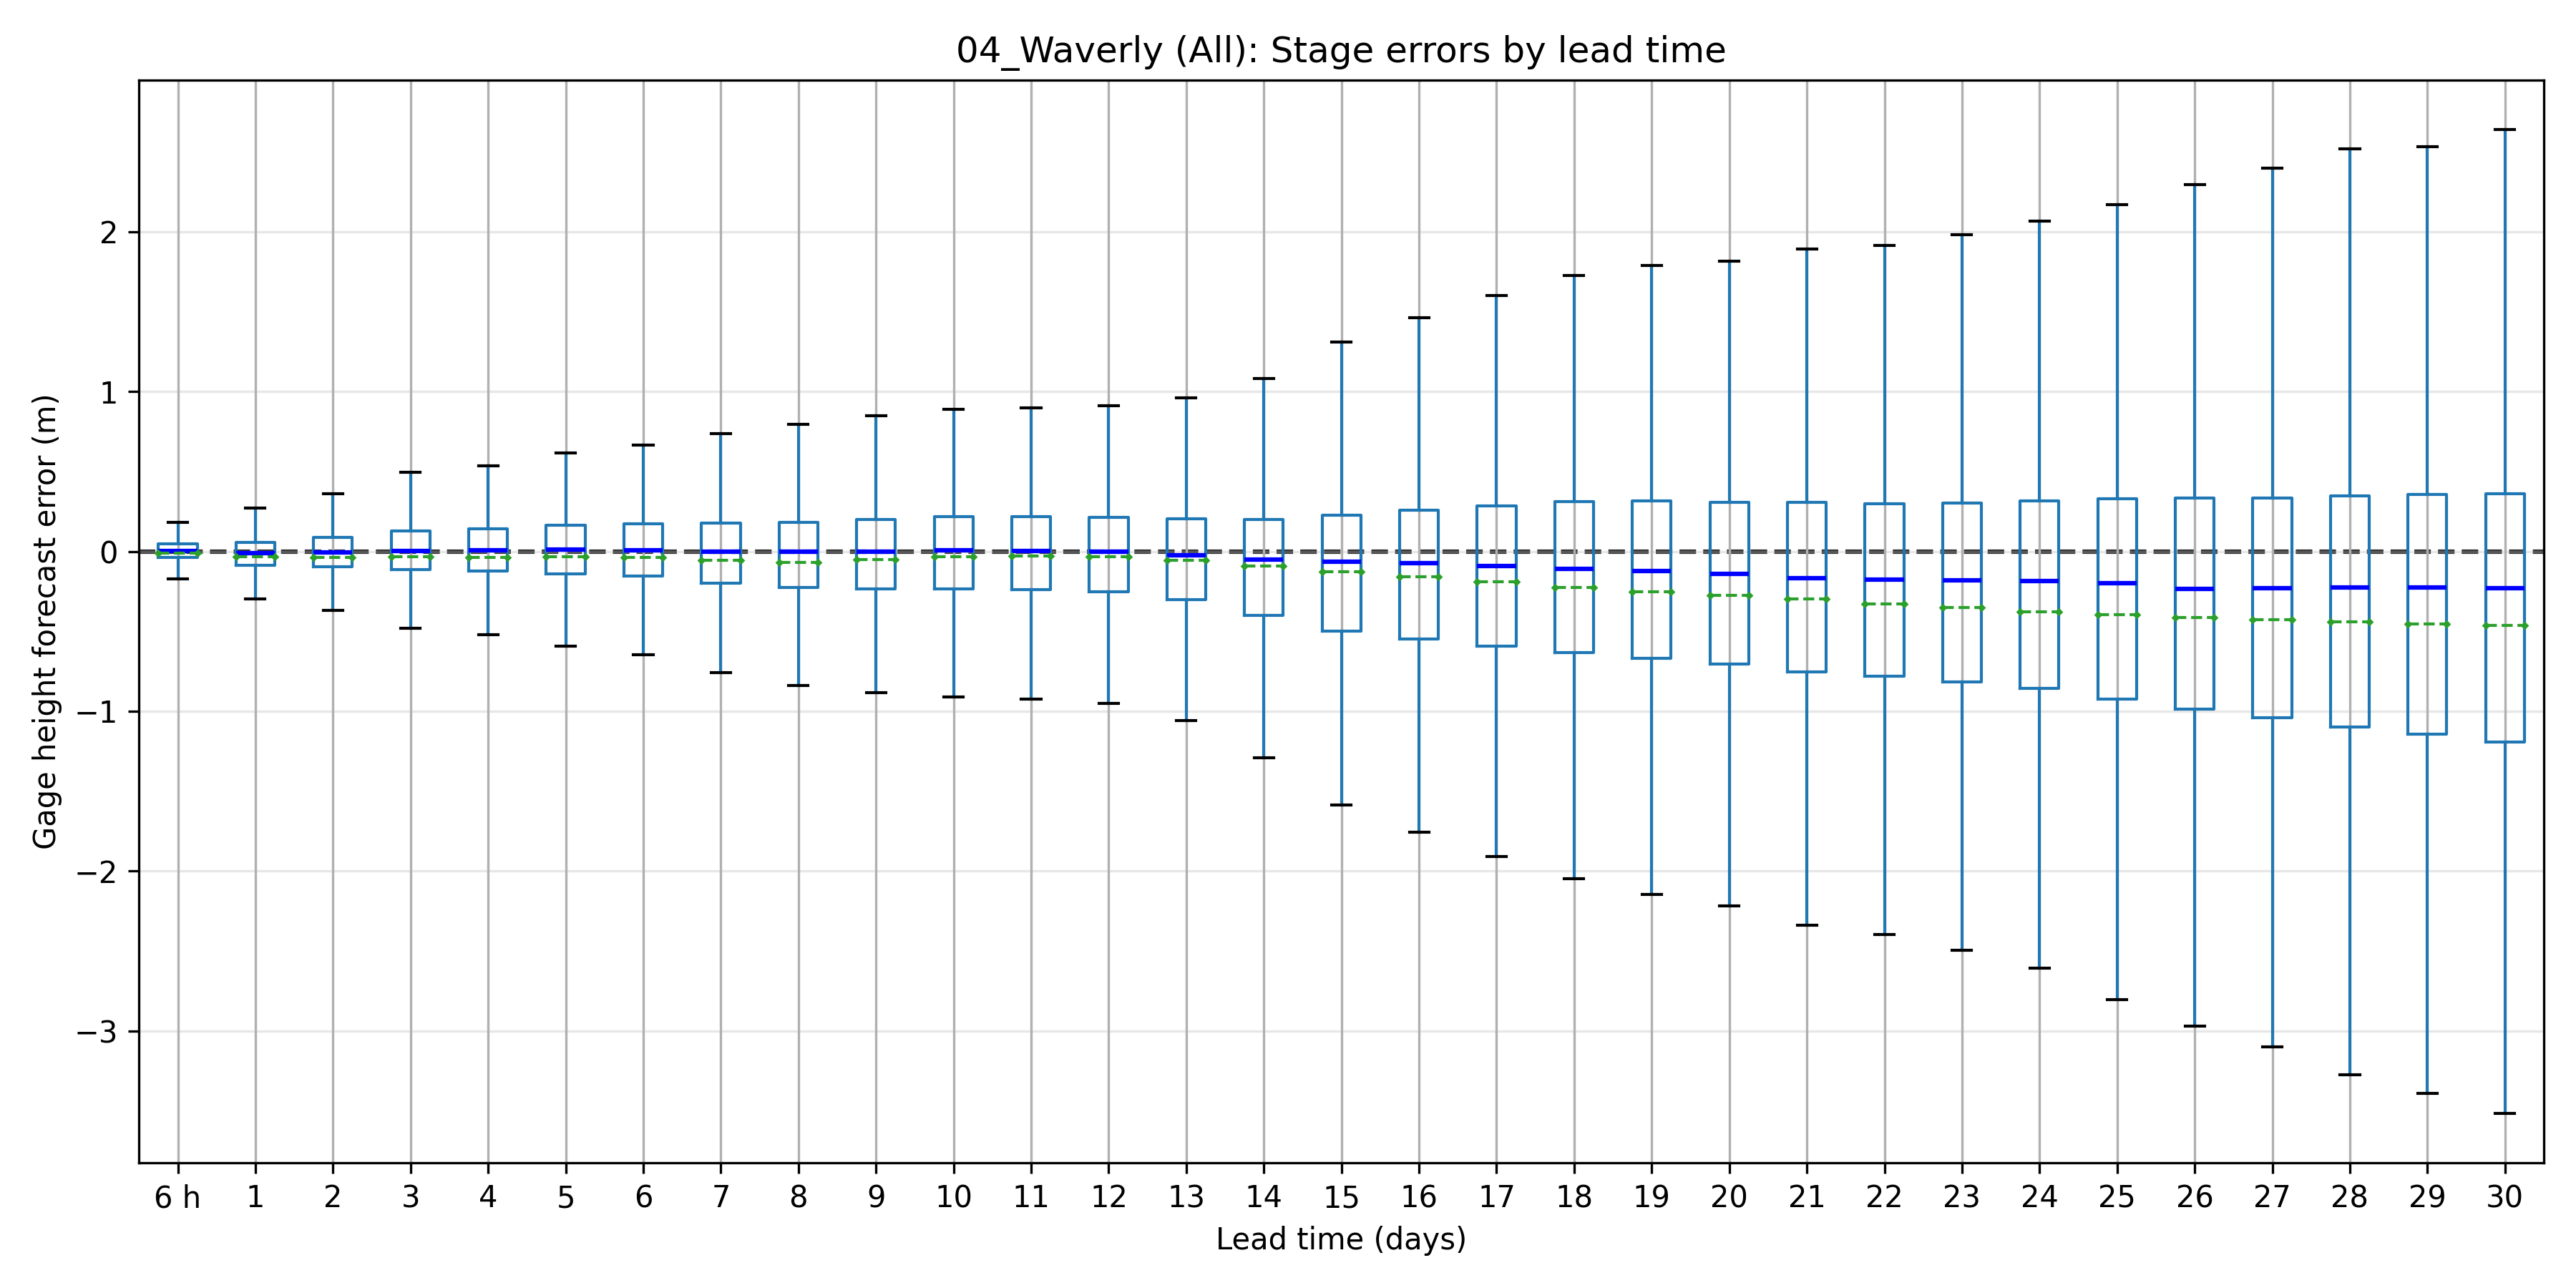 04_Waverly (All): Stage errors by lead time
Gage height forecast error (m)
2
1
0
−1
−2
−3
6 h 1 2 3 4 5 6 7 8 9 10 11 12 13 14 15 16 17 18 19 20 21 22 23 24 25 26 27 28 29 30
Lead time (days)